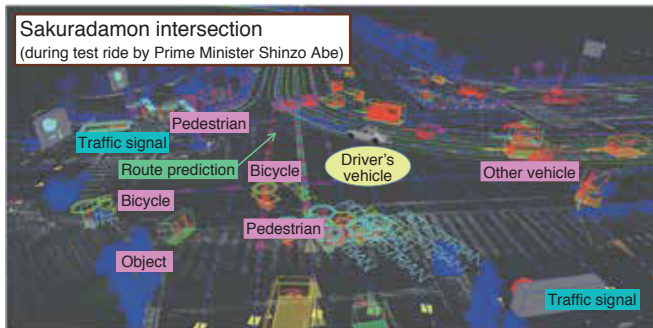 Sakuradamon intersection
(during test ride by Prime Minister Shinzo Abe)
Pedestrian
Traffic signal
Route prediction
Bicycle
Driver's
vehicle
Other vehicle
Bicycle
Pedestrian
Object
Traffic signal